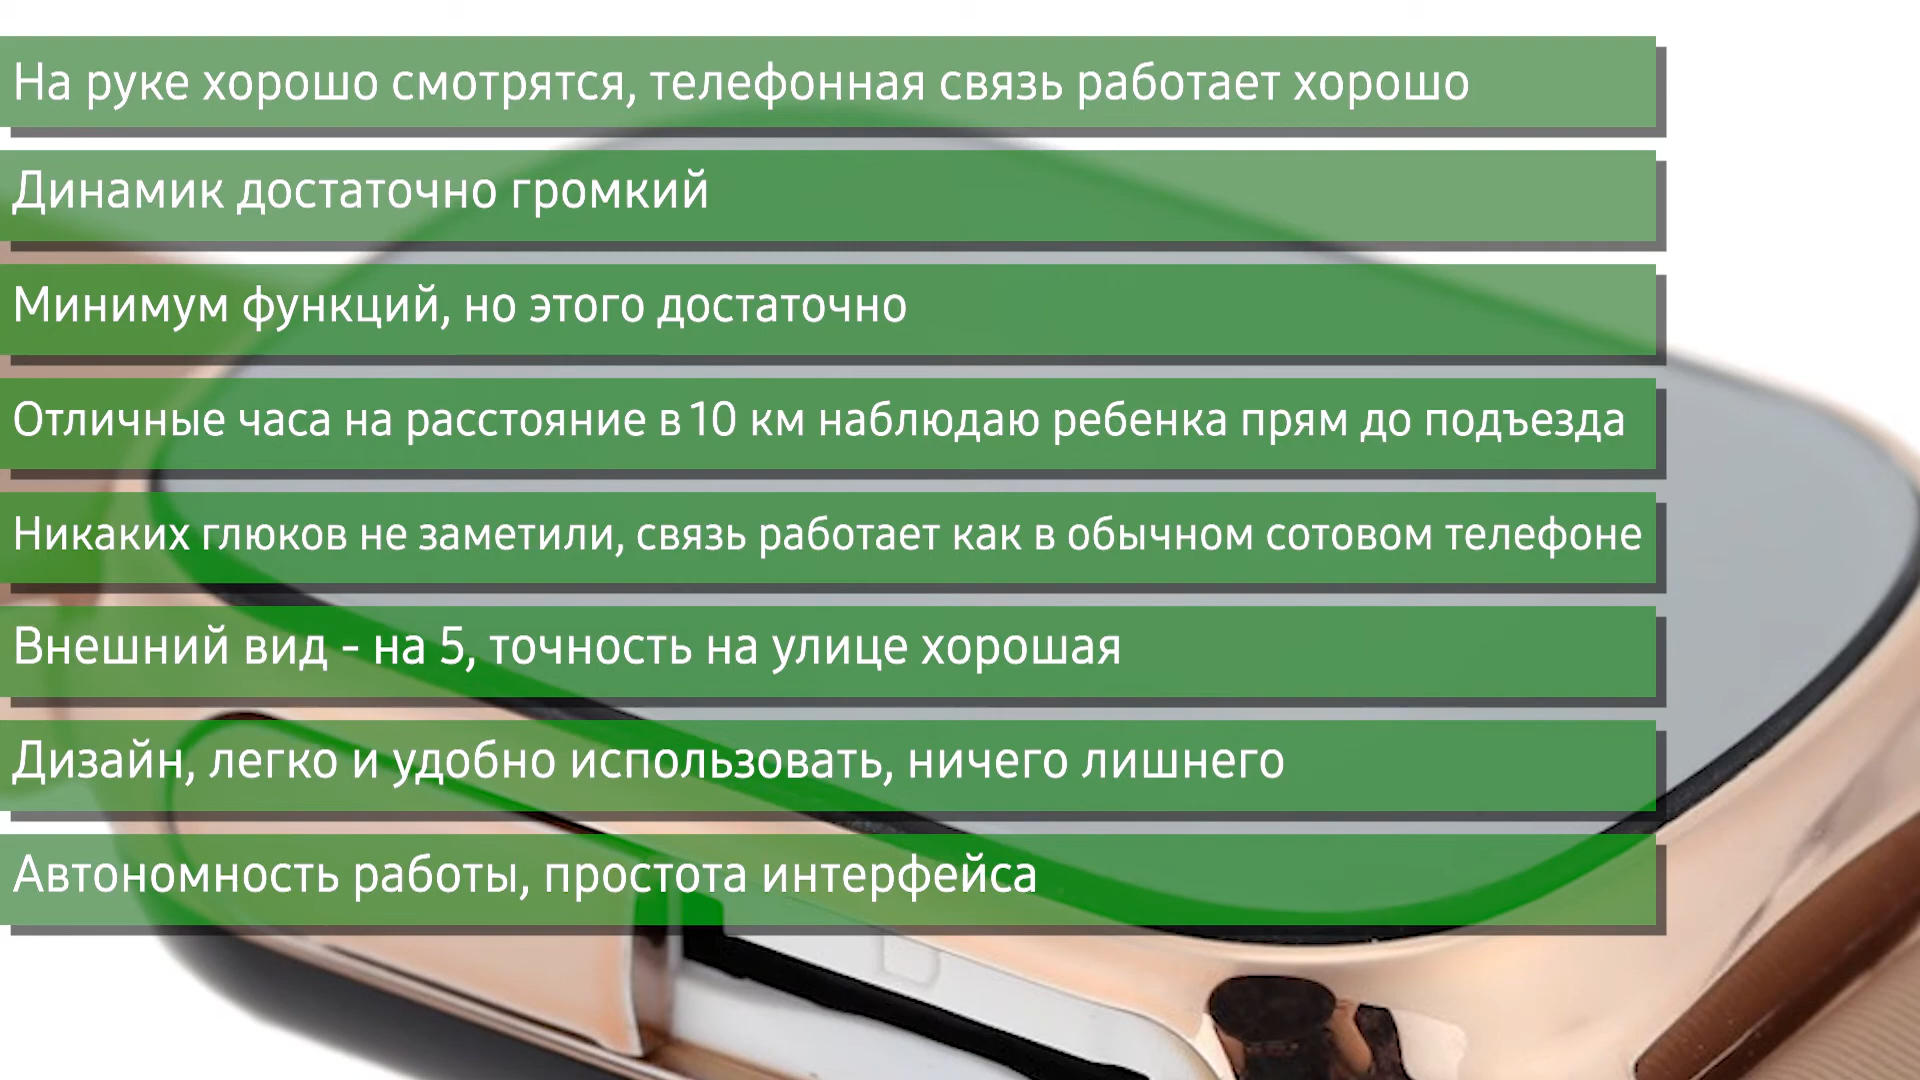 На руке хорошо смотрятся, телефонная связь работает хорошо
Динамик достаточно громкий
Минимум функций, но этого достаточно
Отличные часа на расстояние в 10 км наблюдаю ребенка прям до подъезда
Никаких глюков не заметили, связь работает как в обычном сотовом телефоне
Внешний вид - на 5, точность на улице хорошая
Дизайн, легко и удобно использовать, ничего лишнего
Автономность работы, простота интерфейса